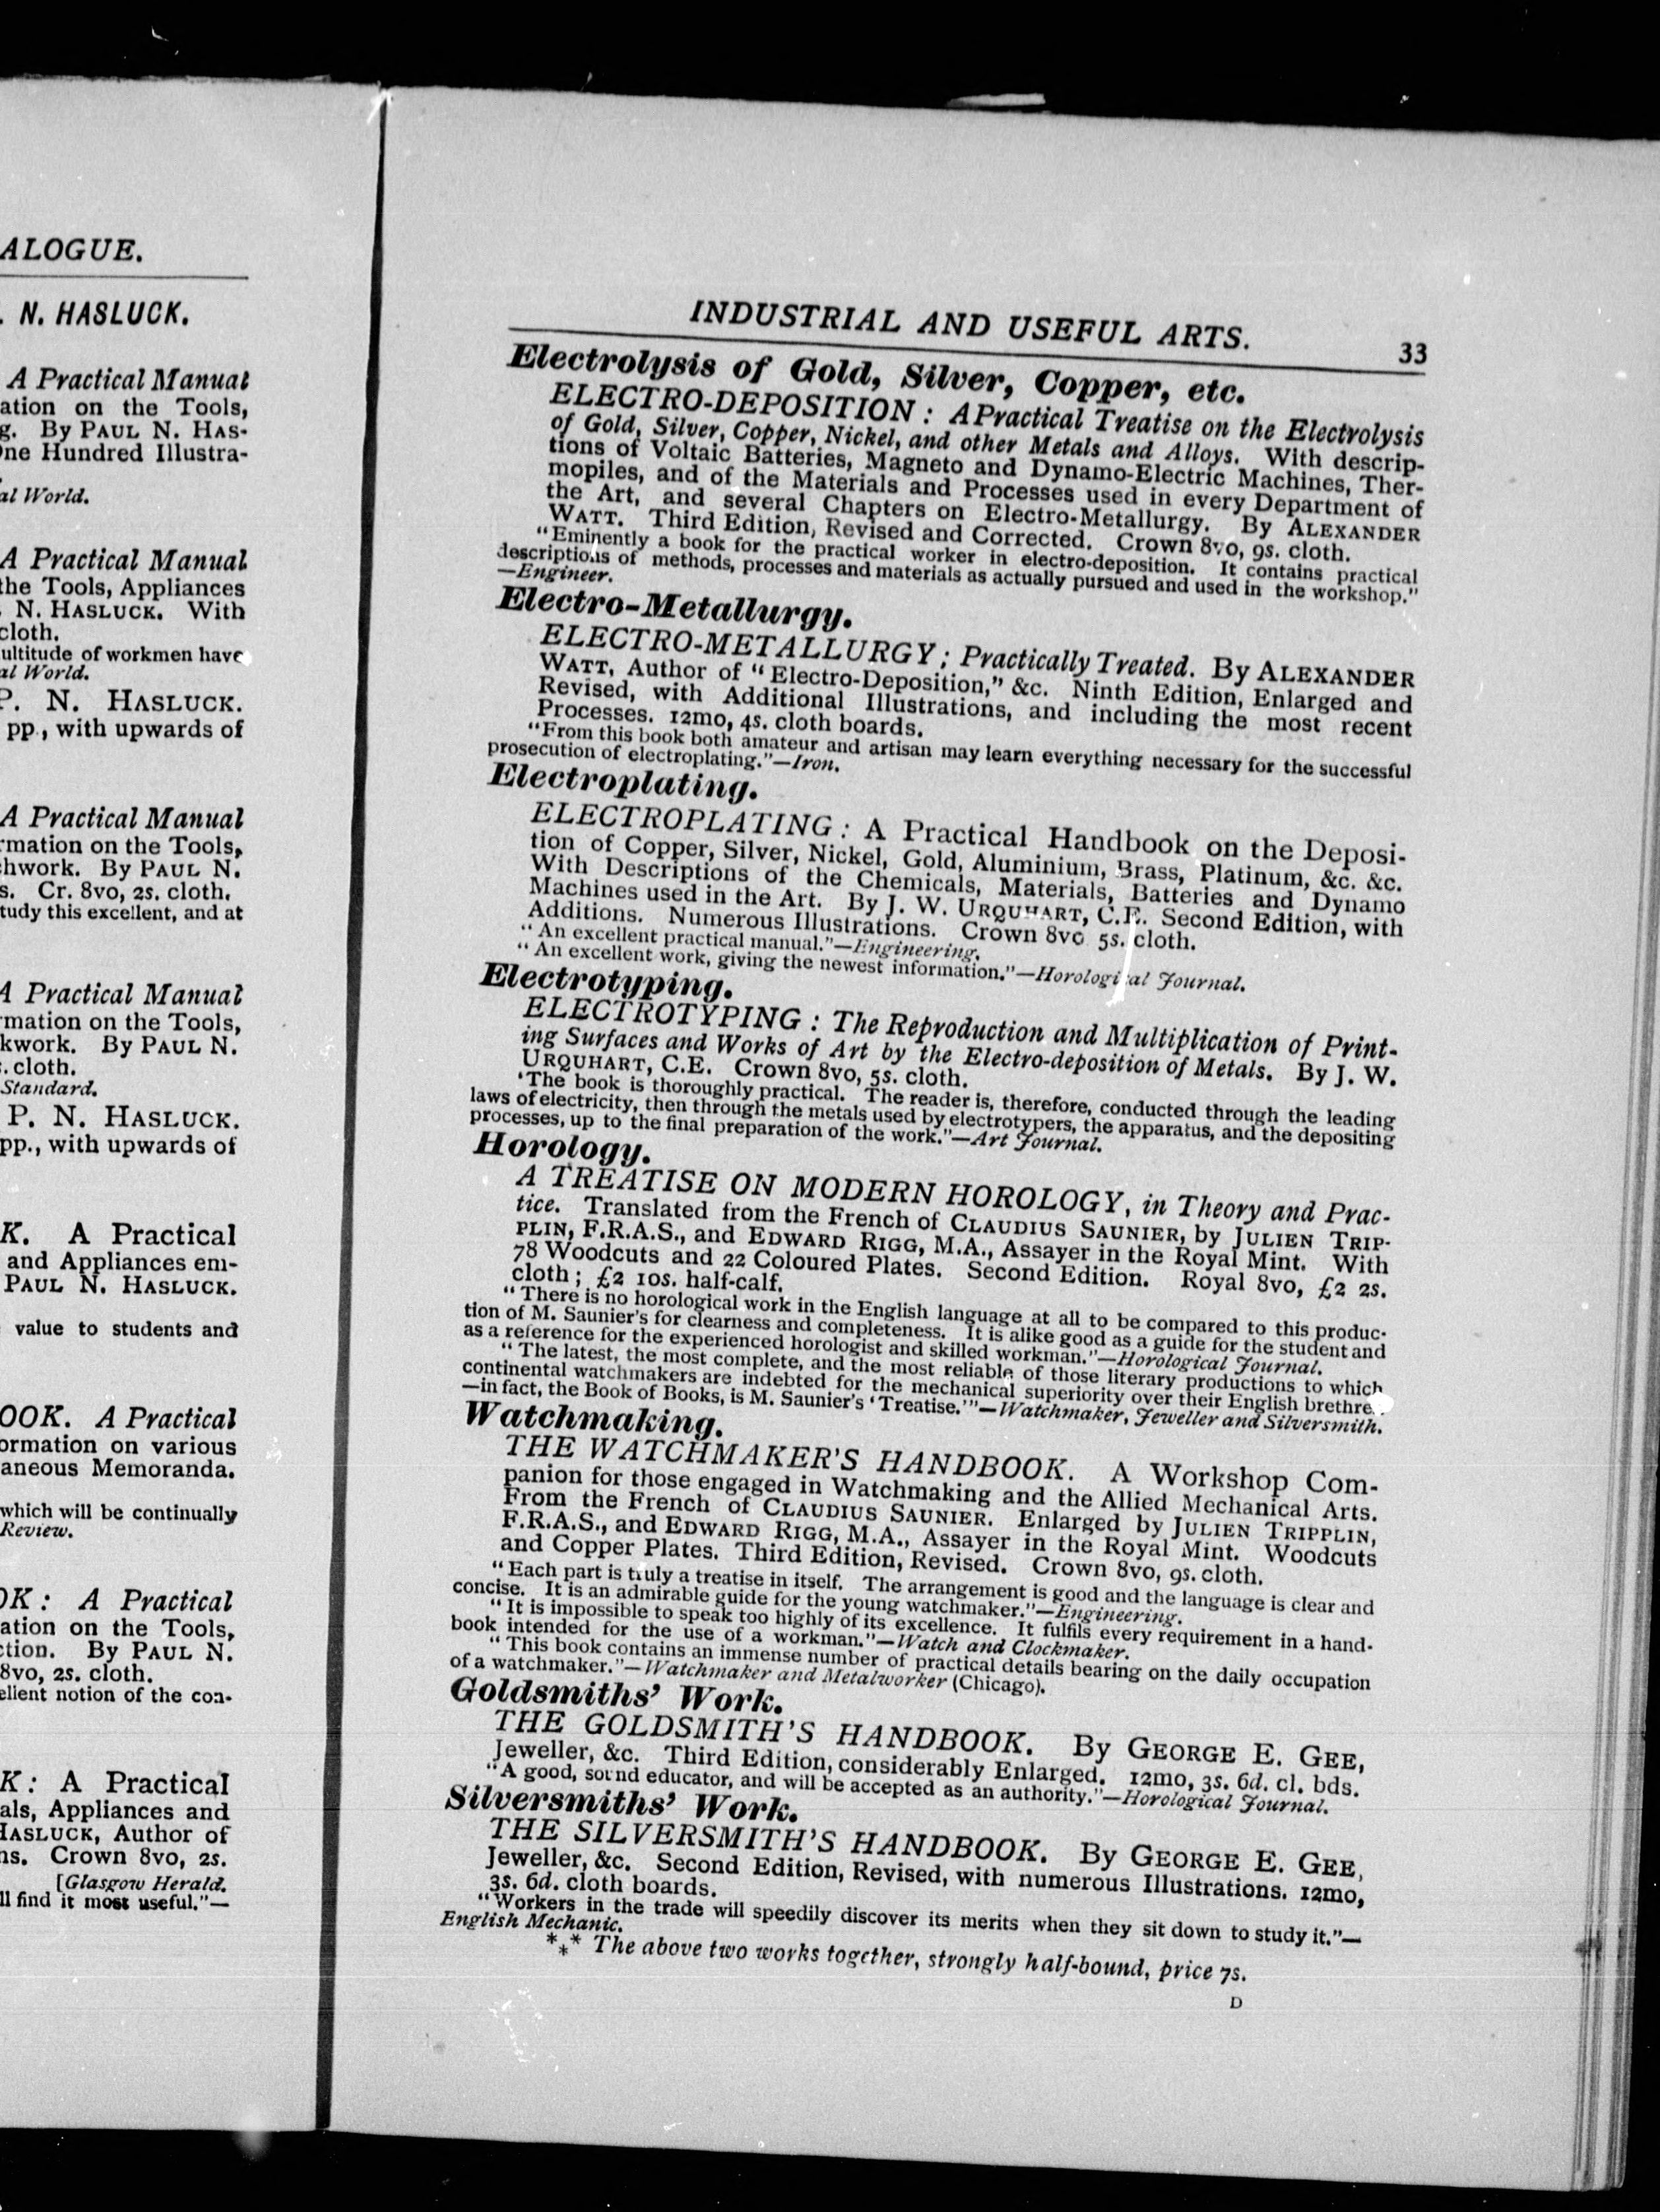 ALOGUE.
. N. HASLUCK.
A Practical Manual
ation on the Tools,
g. By PAUL N. HAS-
One Hundred Illustra-
al World.
A Practical Manual
the Tools, Appliances
. N. HASLUCK. With
cloth.
ultitude of workmen have
al World.
P. N. HASLUCK.
pp., with upwards of
A Practical Manual
rmation on the Tools,
chwork. By PAUL N.
s. Cr. 8vo, 2s. cloth.
tudy this excellent, and at
A Practical Manual
rmation on the Tools,
kwork. By PAUL N.
s. cloth.
Standard.
P. N. HASLUCK.
pp., with upwards of
K. A Practical
and Appliances em-
PAUL N. HASLUCK.
value to students and
OOK. A Practical
ormation on various
aneous Memoranda.
which will be continually
Review.
OK: A Practical
ation on the Tools,
ction. By PAUL N.
8vo, 2s. cloth.
ellent notion of the con-
K: A Practical
als, Appliances and
HASLUCK, Author of
ns. Crown 8vo, 2s.
[Glasgow Herald.
ll find it most useful."—
INDUSTRIAL AND USEFUL ARTS. 33
Electrolysis of Gold, Silver, Copper, etc.
ELECTRO-DEPOSITION: A Practical Treatise on the Electrolysis
of Gold, Silver, Copper, Nickel, and other Metals and Alloys. With descrip-
tions of Voltaic Batteries, Magneto and Dynamo-Electric Machines, Ther-
mopiles, and of the Materials and Processes used in every Department of
the Art, and several Chapters on Electro-Metallurgy. By ALEXANDER
WATT. Third Edition, Revised and Corrected. Crown 8vo, 9s. cloth.
"Eminently a book for the practical worker in electro-deposition. It contains practical
descriptions of methods, processes and materials as actually pursued and used in the workshop."
—Engineer.
Electro-Metallurgy.
ELECTRO-METALLURGY; Practically Treated. By ALEXANDER
WATT, Author of "Electro-Deposition," &c. Ninth Edition, Enlarged and
Revised, with Additional Illustrations, and including the most recent
Processes. 12mo, 4s. cloth boards.
"From this book both amateur and artisan may learn everything necessary for the successful
prosecution of electroplating."—Iron.
Electroplating.
ELECTROPLATING: A Practical Handbook on the Deposi-
tion of Copper, Silver, Nickel, Gold, Aluminium, Brass, Platinum, &c. &c.
With Descriptions of the Chemicals, Materials, Batteries and Dynamo
Machines used in the Art. By J. W. URQUHART, C.E. Second Edition, with
Additions. Numerous Illustrations. Crown 8vo 5s. cloth.
"An excellent practical manual."—Engineering.
"An excellent work, giving the newest information."—Horological Journal.
Electrotyping.
ELECTROTYPING: The Reproduction and Multiplication of Print-
ing Surfaces and Works of Art by the Electro-deposition of Metals. By J. W.
URQUHART, C.E. Crown 8vo, 5s. cloth.
'The book is thoroughly practical. The reader is, therefore, conducted through the leading
laws of electricity, then through the metals used by electrotypers, the apparatus, and the depositing
processes, up to the final preparation of the work."—Art Journal.
Horology.
A TREATISE ON MODERN HOROLOGY, in Theory and Prac-
tice. Translated from the French of CLAUDIUS SAUNIER, by JULIEN TRIP-
PLIN, F.R.A.S., and EDWARD RIGG, M.A., Assayer in the Royal Mint. With
78 Woodcuts and 22 Coloured Plates. Second Edition. Royal 8vo, £2 2s.
cloth; £2 10s. half-calf.
"There is no horological work in the English language at all to be compared to this produc-
tion of M. Saunier's for clearness and completeness. It is alike good as a guide for the student and
as a reference for the experienced horologist and skilled workman."—Horological Journal.
"The latest, the most complete, and the most reliable of those literary productions to which
continental watchmakers are indebted for the mechanical superiority over their English brethre
—in fact, the Book of Books, is M. Saunier's 'Treatise.'"—Watchmaker, Jeweller and Silversmith.
Watchmaking.
THE WATCHMAKER'S HANDBOOK. A Workshop Com-
panion for those engaged in Watchmaking and the Allied Mechanical Arts.
From the French of CLAUDIUS SAUNIER. Enlarged by JULIEN TRIPPLIN,
F.R.A.S., and EDWARD RIGG, M.A., Assayer in the Royal Mint. Woodcuts
and Copper Plates. Third Edition, Revised. Crown 8vo, 9s. cloth.
"Each part is truly a treatise in itself. The arrangement is good and the language is clear and
concise. It is an admirable guide for the young watchmaker."—Engineering.
"It is impossible to speak too highly of its excellence. It fulfils every requirement in a hand-
book intended for the use of a workman."—Watch and Clockmaker.
"This book contains an immense number of practical details bearing on the daily occupation
of a watchmaker."—Watchmaker and Metalworker (Chicago).
Goldsmiths' Work.
THE GOLDSMITH'S HANDBOOK. By GEORGE E. GEE,
Jeweller, &c. Third Edition, considerably Enlarged. 12mo, 3s. 6d. cl. bds.
"A good, sound educator, and will be accepted as an authority."—Horological Journal.
Silversmiths' Work.
THE SILVERSMITH'S HANDBOOK. By GEORGE E. GEE,
Jeweller, &c. Second Edition, Revised, with numerous Illustrations. 12mo,
3s. 6d. cloth boards.
"Workers in the trade will speedily discover its merits when they sit down to study it."—
English Mechanic.
*** The above two works together, strongly half-bound, price 7s.
D